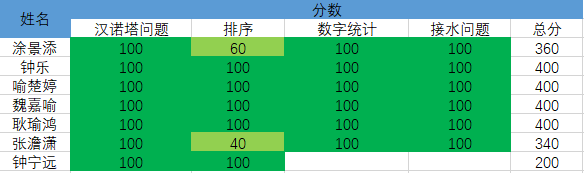 姓名 分数
汉诺塔问题 排序 数字统计 接水问题 总分
涂景添 100 60 100 100 360
钟乐 100 100 100 100 400
喻楚婷 100 100 100 100 400
魏嘉喻 100 100 100 100 400
耿瑜鸿 100 100 100 100 400
张澹潇 100 40 100 100 340
钟宁远 100 100 200